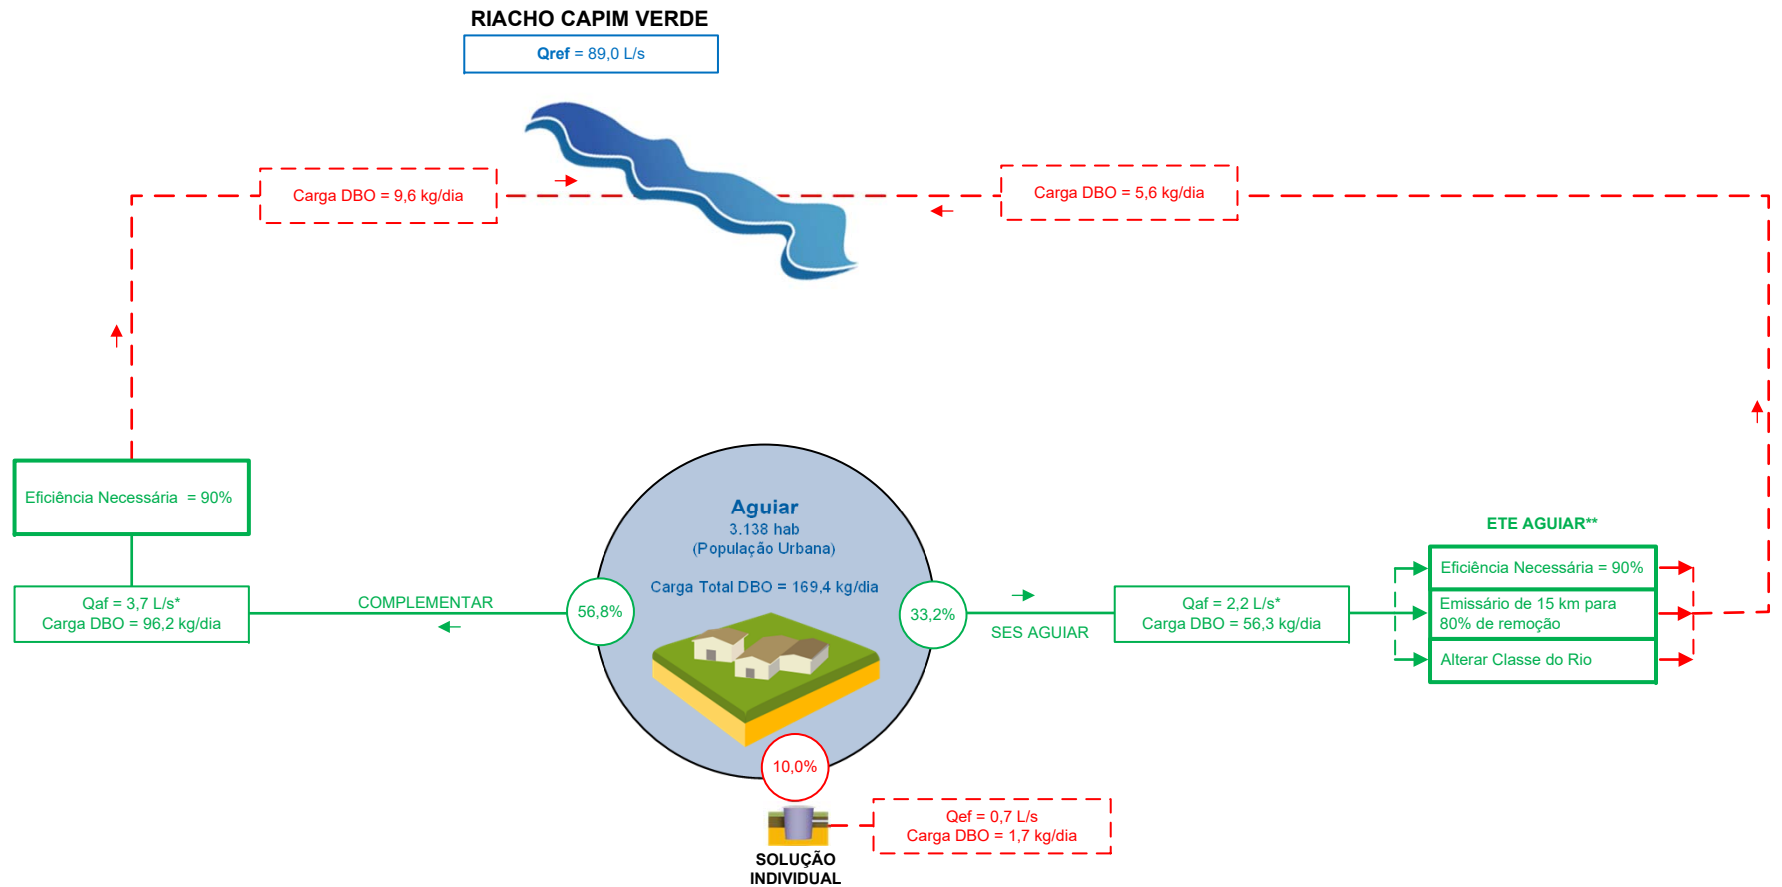 RIACHO CAPIM VERDE
Qref = 89,0 L/s
Carga DBO = 9,6 kg/dia
Carga DBO = 5,6 kg/dia
Eficiência Necessária = 90%
Qaf = 3,7 L/s*
Carga DBO = 96,2 kg/dia
COMPLEMENTAR
56,8%
Aguiar
3.138 hab
(População Urbana)
Carga Total DBO = 169,4 kg/dia
33,2%
SES AGUIAR
Qaf = 2,2 L/s*
Carga DBO = 56,3 kg/dia
ETE AGUIAR**
Eficiência Necessária = 90%
Emissário de 15 km para
80% de remoção
Alterar Classe do Rio
10,0%
Qef = 0,7 L/s
Carga DBO = 1,7 kg/dia
SOLUÇÃO
INDIVIDUAL